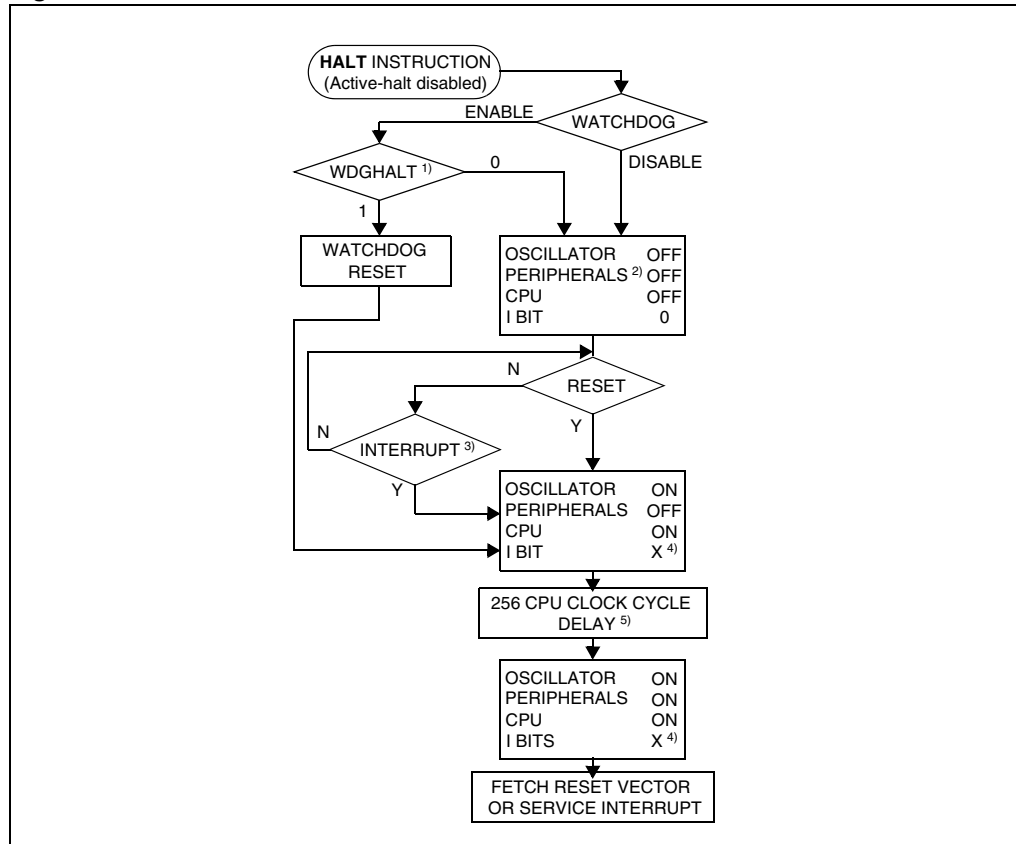 HALT INSTRUCTION
(Active-halt disabled)
ENABLE
WATCHDOG
WDGHALT 1)
0
DISABLE
1
WATCHDOG
RESET
OSCILLATOR OFF
PERIPHERALS 2) OFF
CPU OFF
I BIT 0
N
RESET
N
INTERRUPT 3)
Y
Y
OSCILLATOR ON
PERIPHERALS OFF
CPU ON
I BIT X 4)
256 CPU CLOCK CYCLE
DELAY 5)
OSCILLATOR ON
PERIPHERALS ON
CPU ON
I BITS X 4)
FETCH RESET VECTOR
OR SERVICE INTERRUPT